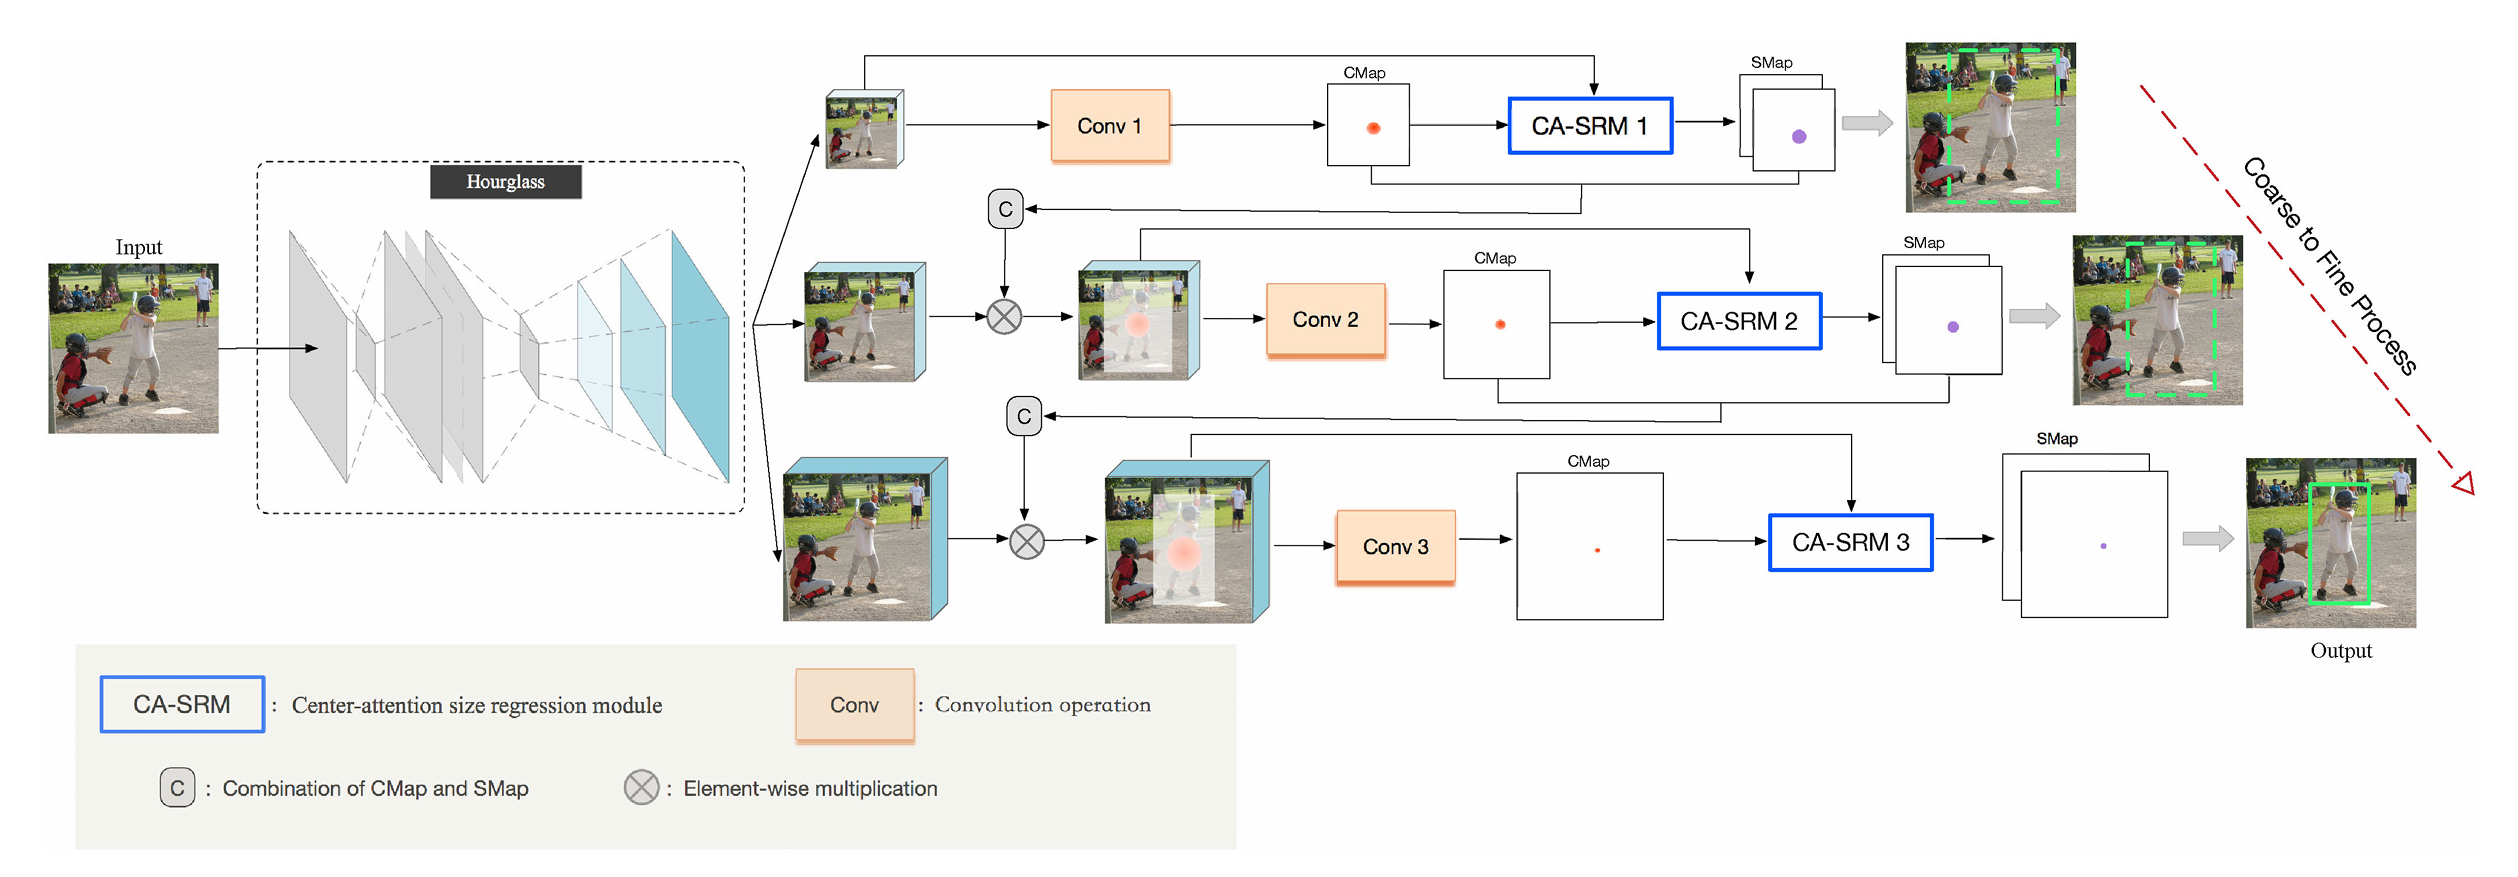 CMap
SMap
Conv 1
CA-SRM 1
Hourglass
C
Input
CMap
SMap
Conv 2
CA-SRM 2
Coarse to Fine Process
C
CMap
SMap
Conv 3
CA-SRM 3
Output
CA-SRM : Center-attention size regression module
Conv : Convolution operation
C : Combination of CMap and SMap
: Element-wise multiplication